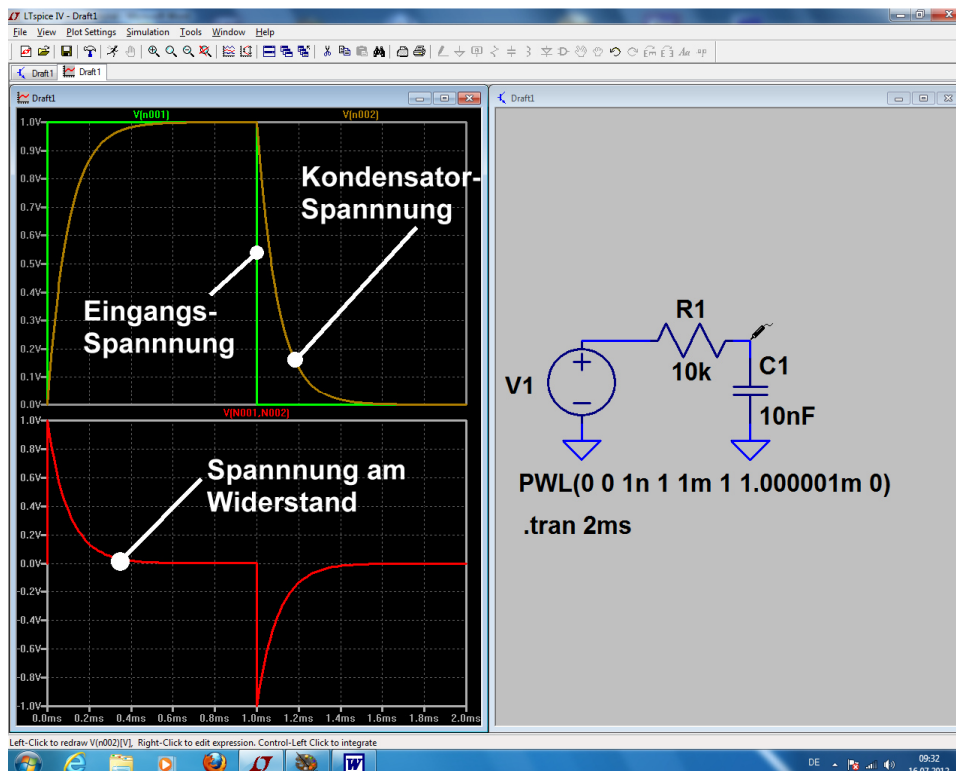 LTspice IV - Draft1
File View Plot Settings Simulation Tools Window Help
Draft1 Draft1
Draft1
V(n001) V(n002)
1.0V
0.9V
0.8V
0.7V
0.6V
0.5V
0.4V
0.3V
0.2V
0.1V
0.0V
Kondensator-
Spannnung
Eingangs-
Spannnung
V(N001,N002)
1.0V
0.8V
0.6V
0.4V
0.2V
0.0V
-0.2V
-0.4V
-0.6V
-0.8V
-1.0V
Spannnung am
Widerstand
0.0ms 0.2ms 0.4ms 0.6ms 0.8ms 1.0ms 1.2ms 1.4ms 1.6ms 1.8ms 2.0ms
Draft1
R1
10k
C1
10nF
V1
PWL(0 0 1n 1 1m 1 1.000001m 0)
.tran 2ms
Left-Click to redraw V(n002)[V], Right-Click to edit expression. Control-Left Click to integrate
DE
09:32
16.07.2012